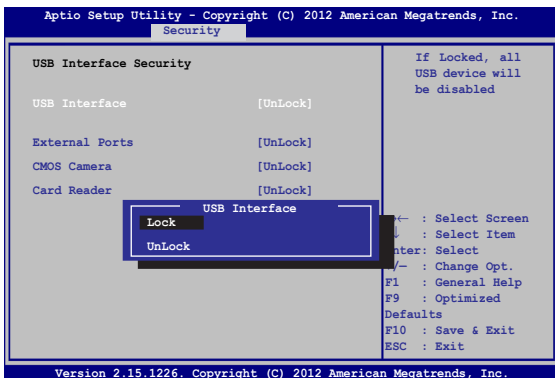 Aptio Setup Utility - Copyright (C) 2012 American Megatrends, Inc.
Security
USB Interface Security
USB Interface [UnLock]
External Ports [UnLock]
CMOS Camera [UnLock]
Card Reader [UnLock]
USB Interface
Lock
UnLock
If Locked, all
USB device will
be disabled
→← : Select Screen
: Select Item
: Select
: Change Opt.
F1 : General Help
F9 : Optimized
Defaults
F10 : Save & Exit
ESC : Exit
Version 2.15.1226. Copyright (C) 2012 American Megatrends, Inc.